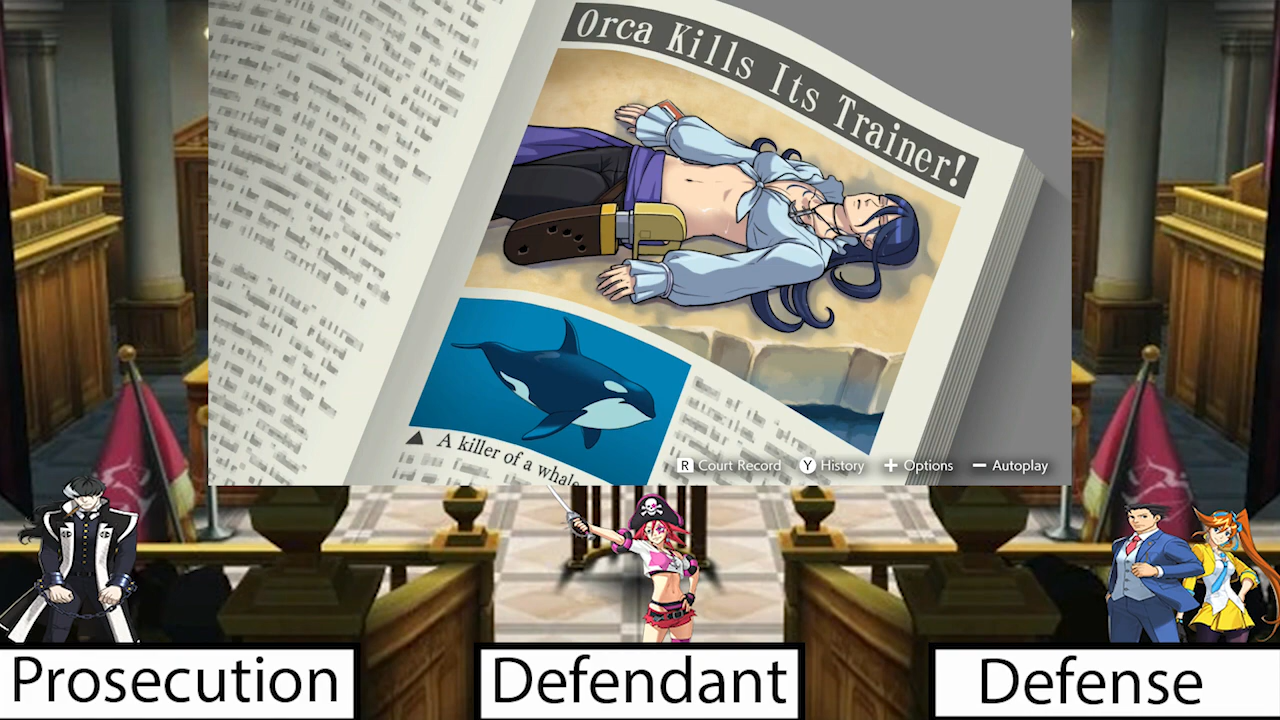 Orca Kills Its Trainer!
▲ A killer of a whale
R Court Record Y History + Options − Autoplay
Prosecution
Defendant
Defense